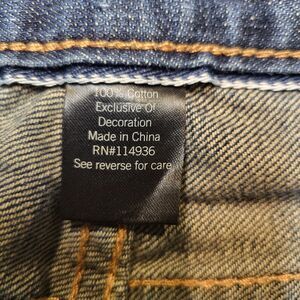 100% Cotton
Exclusive Of
Decoration
Made in China
RN#114936
See reverse for care